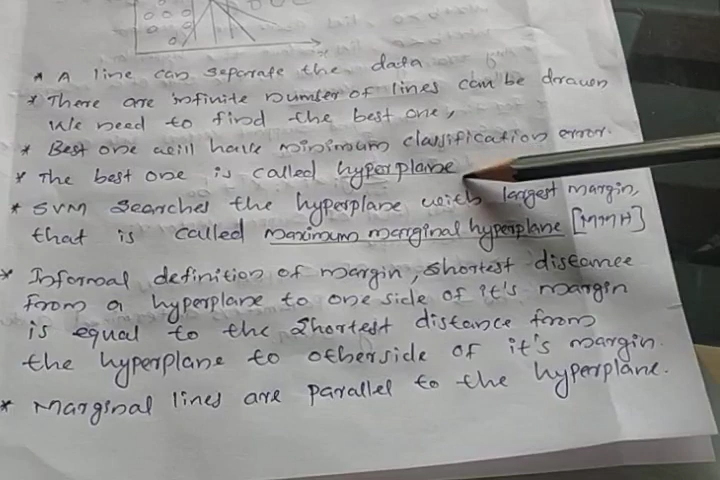 * A line can separate the data
* There are infinite number of lines can be drawn
We need to find the best one,
* Best one will have minimum classification error.
* The best one is called hyperplane
* SVM searches the hyperplane with largest margin,
that is called maximum marginal hyperplane [MMH]
* Informal definition of margin, shortest distance
from a hyperplane to one side of it's margin
is equal to the shortest distance from
the hyperplane to otherside of it's margin.
* Marginal lines are parallel to the hyperplane.